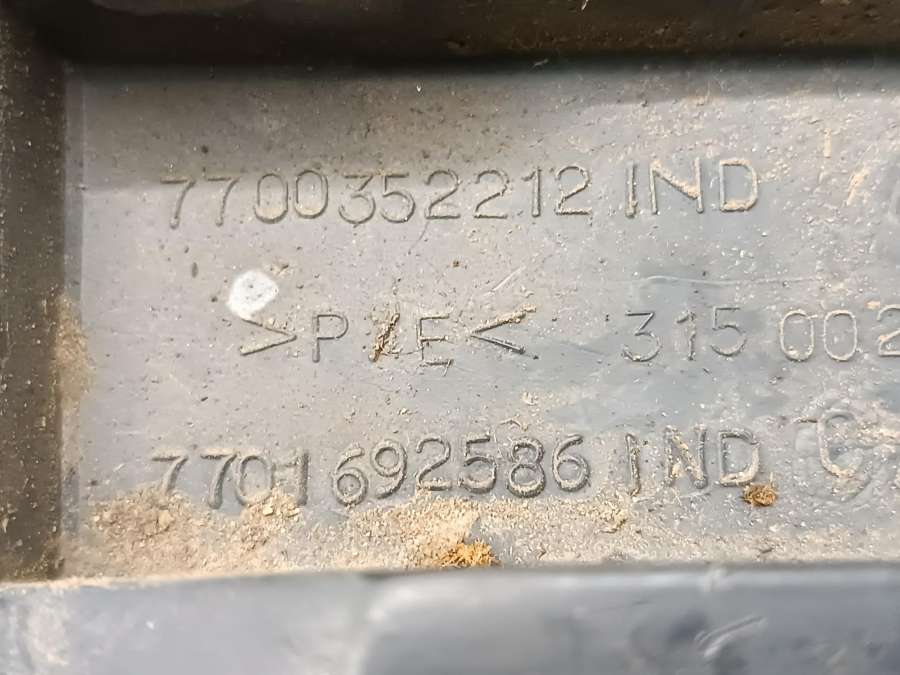 7700352212 IND
>P/E< 315 002
7701692586 IND C